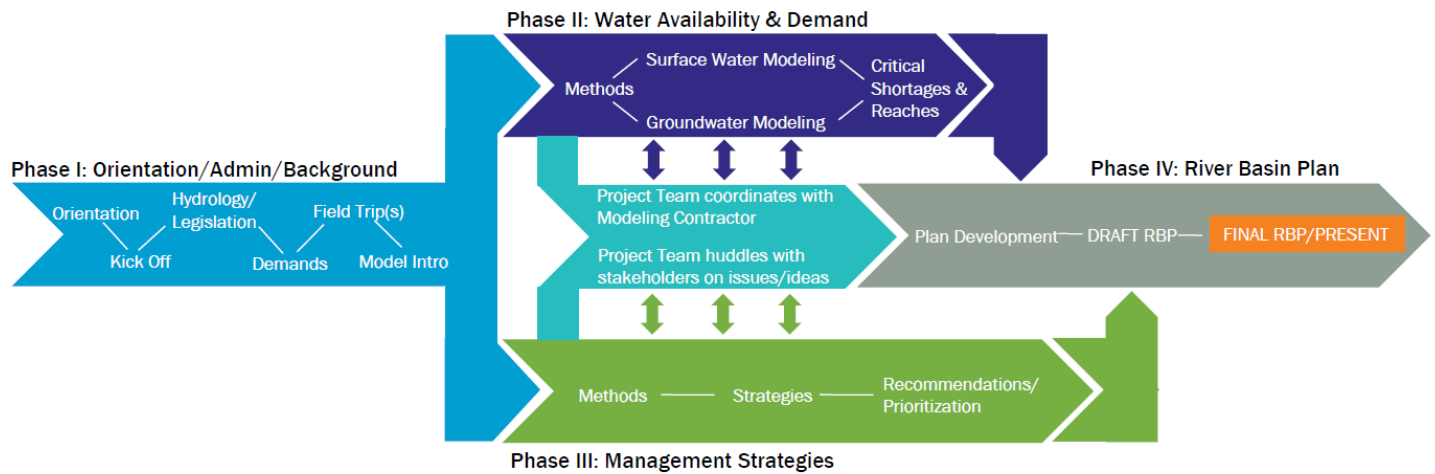 Phase II: Water Availability & Demand
Surface Water Modeling
Methods
Groundwater Modeling
Critical
Shortages &
Reaches
Phase I: Orientation/Admin/Background
Orientation
Kick Off
Hydrology/
Legislation
Demands
Field Trip(s)
Model Intro
Project Team coordinates with
Modeling Contractor
Project Team huddles with
stakeholders on issues/ideas
Phase IV: River Basin Plan
Plan Development
DRAFT RBP
FINAL RBP/PRESENT
Methods
Strategies
Recommendations/
Prioritization
Phase III: Management Strategies